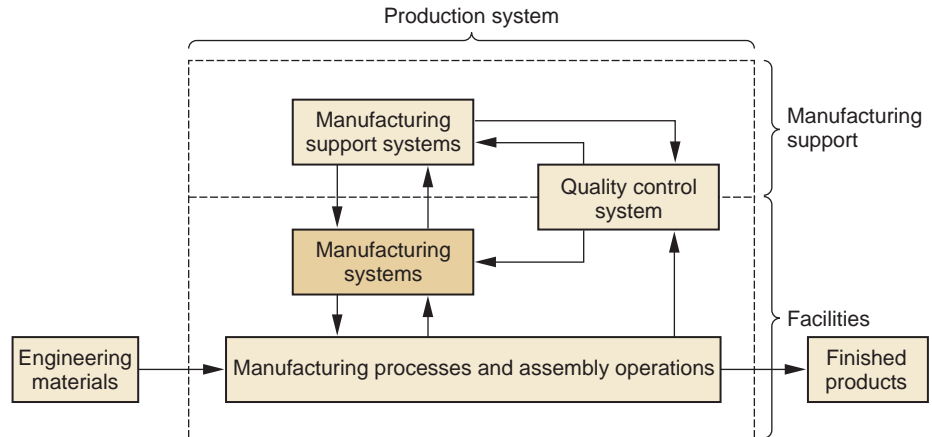 Production system
Manufacturing
support systems
Manufacturing
support
Quality control
system
Manufacturing
systems
Facilities
Engineering
materials
Manufacturing processes and assembly operations
Finished
products